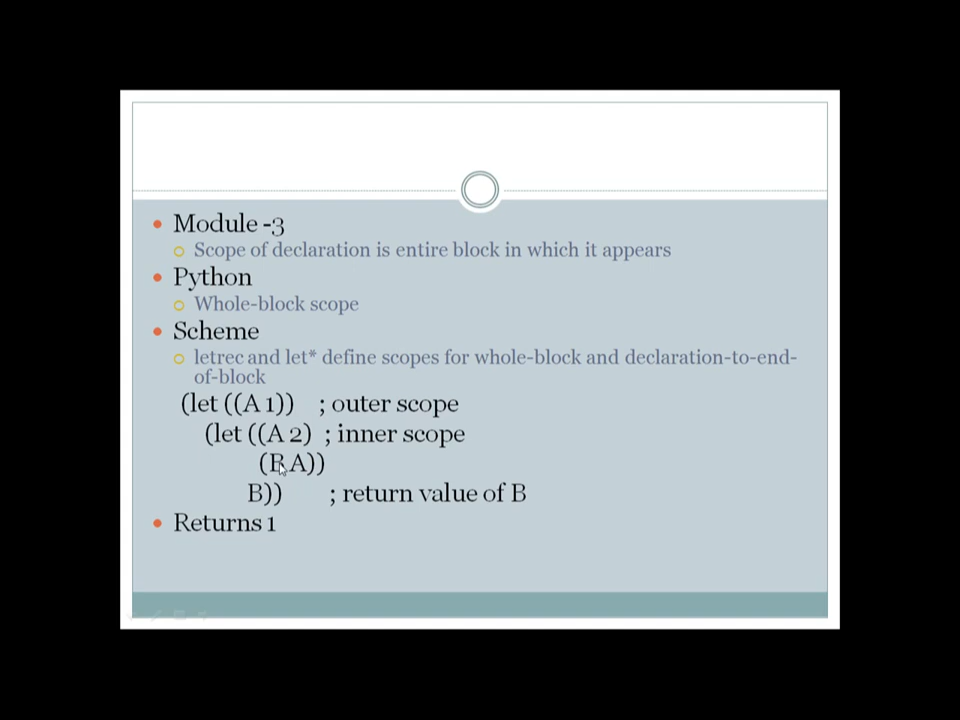 Module -3
Scope of declaration is entire block in which it appears
Python
Whole-block scope
Scheme
letrec and let* define scopes for whole-block and declaration-to-end-
of-block
(let ((A 1)) ; outer scope
(let ((A 2) ; inner scope
(B A))
B)) ; return value of B
Returns 1